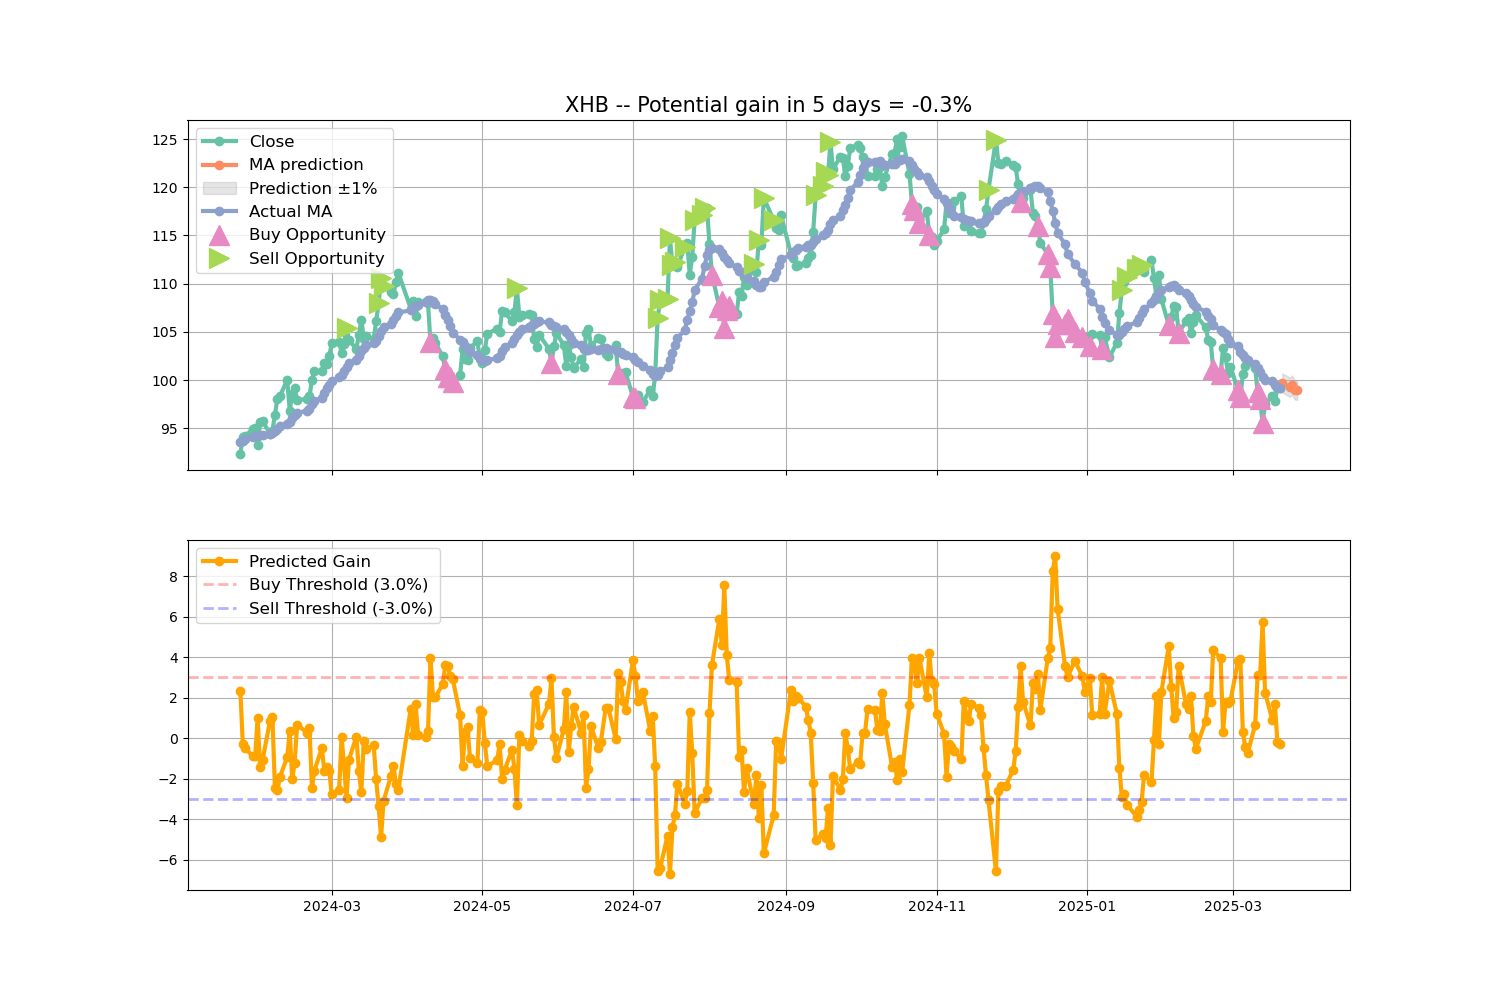 XHB -- Potential gain in 5 days = -0.3%
125
120
115
110
105
100
95
Close
MA prediction
Prediction ±1%
Actual MA
Buy Opportunity
Sell Opportunity
8
6
4
2
0
−2
−4
−6
Predicted Gain
Buy Threshold (3.0%)
Sell Threshold (-3.0%)
2024-03
2024-05
2024-07
2024-09
2024-11
2025-01
2025-03